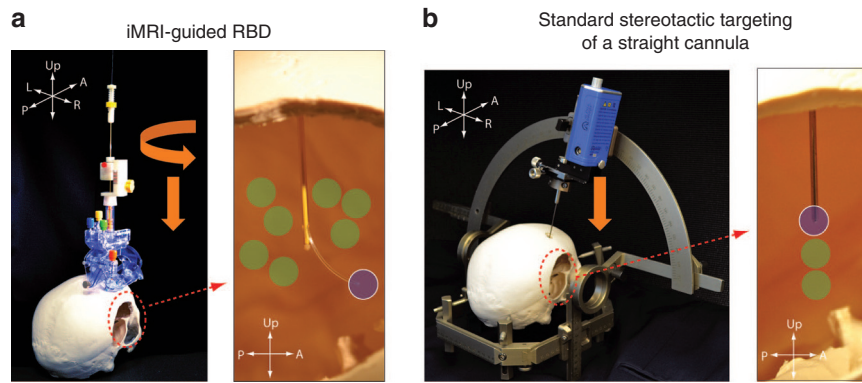 a
iMRI-guided RBD
Up
L
A
P
R
Up
P
A
b
Standard stereotactic targeting
of a straight cannula
Up
L
A
P
R
Up
P
A